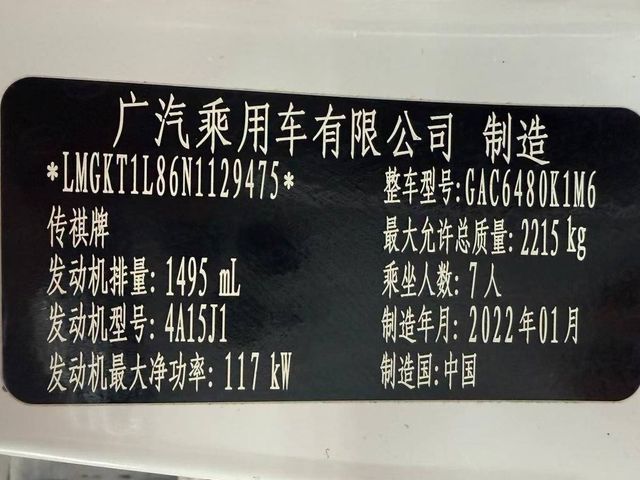 广汽乘用车有限公司 制造
*LMGKT1L86N1129475*
整车型号:GAC6480K1M6
传祺牌
最大允许总质量:2215 kg
发动机排量:1495 mL
乘坐人数:7人
发动机型号:4A15J1
制造年月:2022年01月
发动机最大净功率:117 kW
制造国:中国